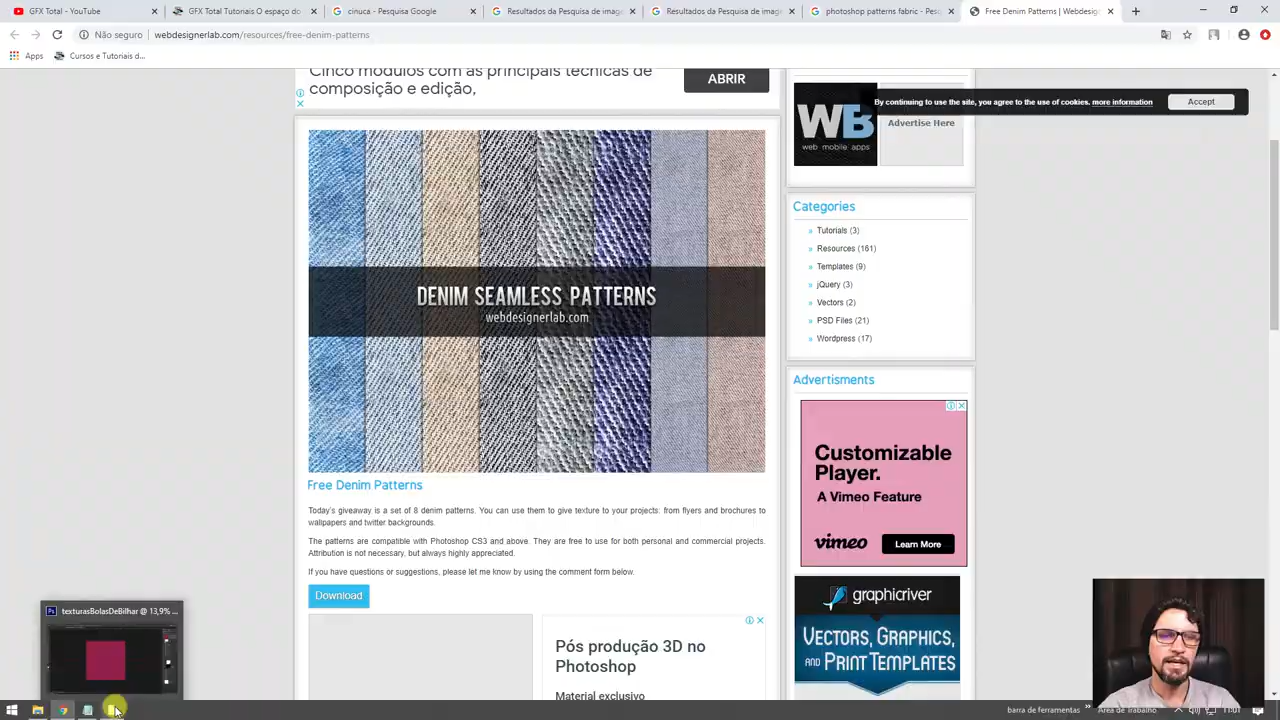 GFX Total - YouTube
GFX Total Tutoriais O espaço do
cinuca - Pesquisa Google
Resultados da Pesquisa de imag
Resultados da Pesquisa de imag
photoshop patterns fabric - Pesqu
Free Denim Patterns | Webdesign
Não seguro
webdesignerlab.com/resources/free-denim-patterns
Apps
Cursos e Tutoriais d...
Cinco módulos com as principais técnicas de
composição e edição,
ABRIR
By continuing to use the site, you agree to the use of cookies. more information
Accept
WB
web mobile apps
Advertise Here
DENIM SEAMLESS PATTERNS
webdesignerlab.com
Categories
» Tutorials (3)
» Resources (161)
» Templates (9)
» jQuery (3)
» Vectors (2)
» PSD Files (21)
» Wordpress (17)
Advertisments
Customizable
Player.
A Vimeo Feature
vimeo
Learn More
Free Denim Patterns
Today's giveaway is a set of 8 denim patterns. You can use them to give texture to your projects: from flyers and brochures to
wallpapers and twitter backgrounds.
The patterns are compatible with Photoshop CS3 and above. They are free to use for both personal and commercial projects.
Attribution is not necessary, but always highly appreciated.
If you have questions or suggestions, please let me know by using the comment form below.
Download
graphicriver
VECTORS, GRAPHICS,
AND PRINT TEMPLATES
Pós produção 3D no
Photoshop
Material exclusivo
Ps texturasBolasDeBilhar @ 13,9% ...
barra de ferramentas
Área de Trabalho
11:01